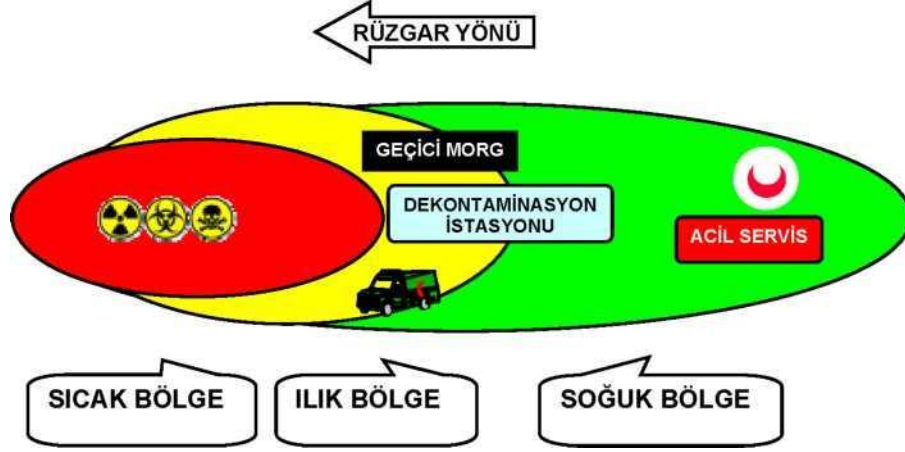 RÜZGAR YÖNÜ
GEÇİCİ MORG
DEKONTAMİNASYON
İSTASYONU
ACİL SERVİS
SICAK BÖLGE
ILIK BÖLGE
SOĞUK BÖLGE